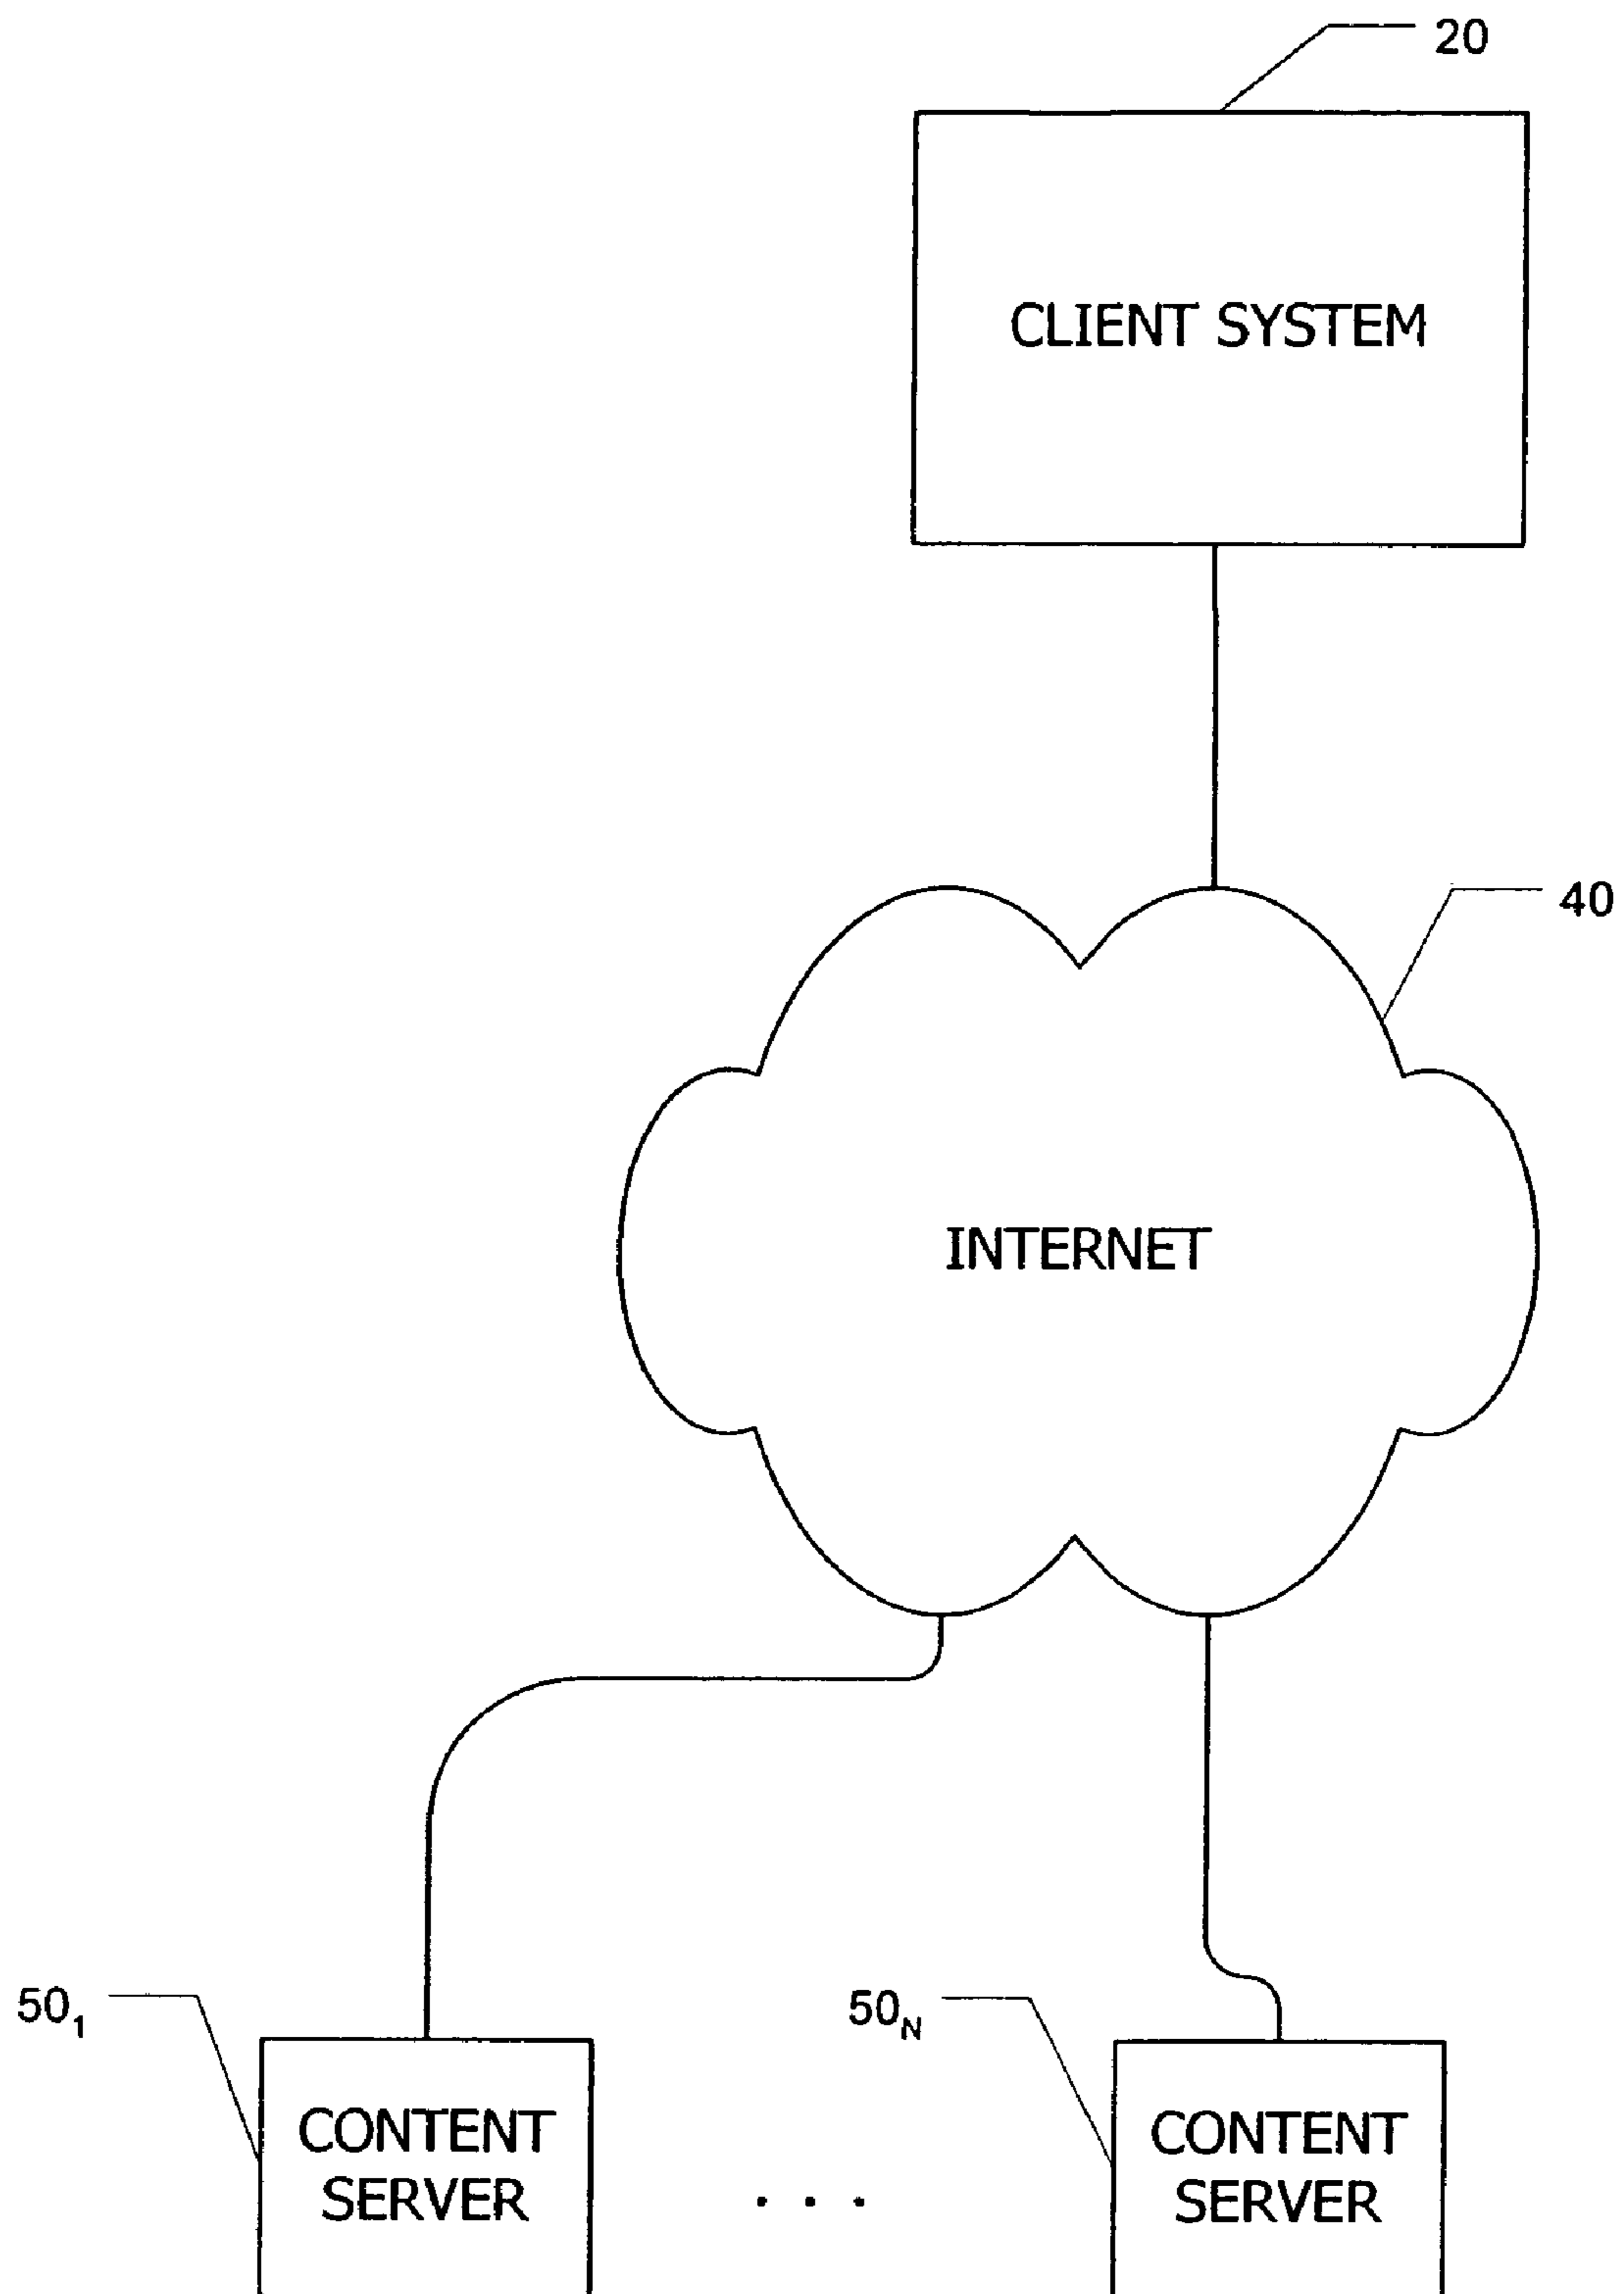 20
CLIENT SYSTEM
40
INTERNET
50₁
50ₙ
CONTENT
SERVER
. . .
CONTENT
SERVER